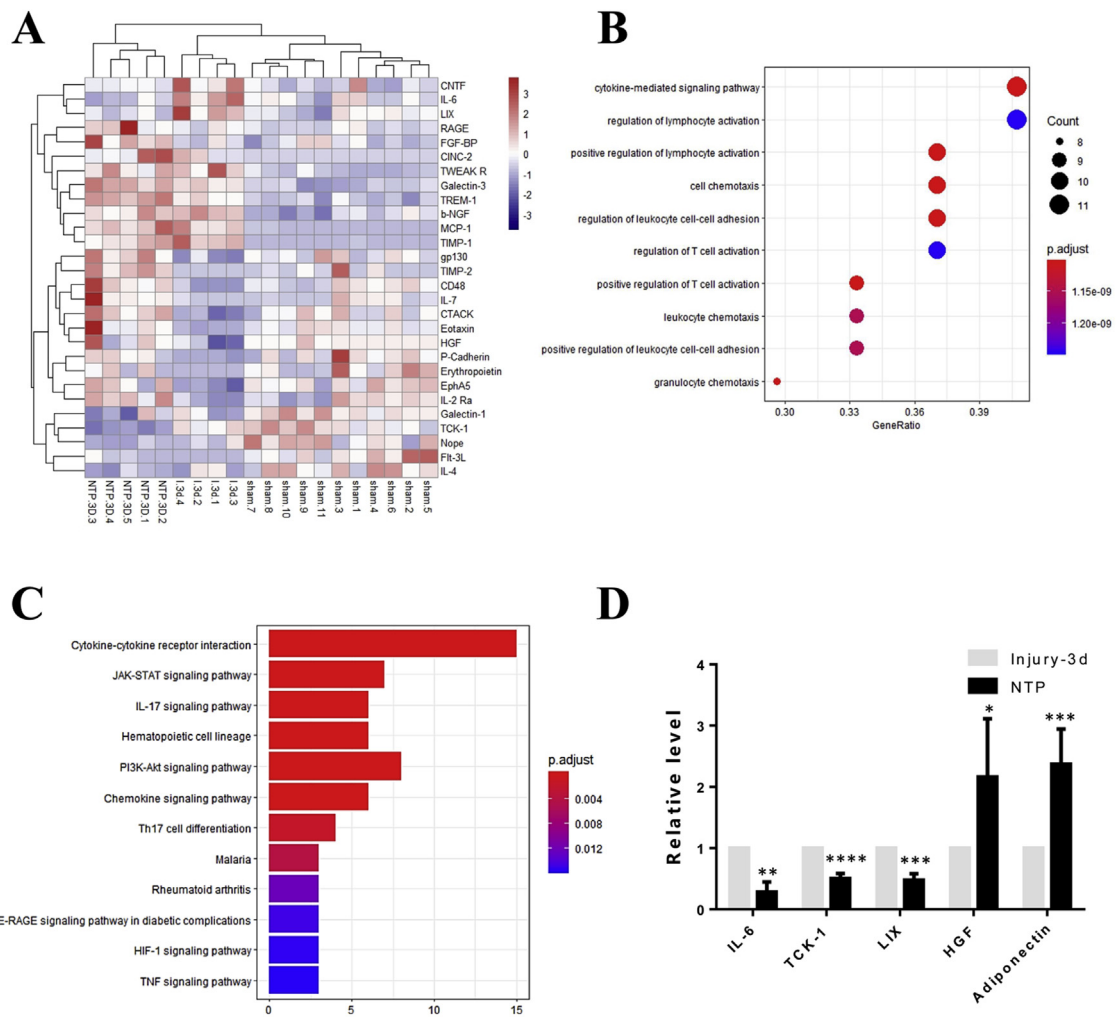 A
CNTF
IL-6
LIX
RAGE
FGF-BP
CINC-2
TWEAK R
Galectin-3
TREM-1
b-NGF
MCP-1
TIMP-1
gp130
TIMP-2
CD48
IL-7
CTACK
Eotaxin
HGF
P-Cadherin
Erythropoietin
EphA5
IL-2 Ra
Galectin-1
TCK-1
Nope
Flt-3L
IL-4
3
2
1
0
-1
-2
-3
NTP.3D.3
NTP.3D.4
NTP.3D.5
NTP.3D.1
NTP.3D.2
I.3d.4
I.3d.2
I.3d.1
I.3d.3
sham.7
sham.8
sham.10
sham.9
sham.11
sham.3
sham.1
sham.4
sham.6
sham.2
sham.5
B
cytokine-mediated signaling pathway
regulation of lymphocyte activation
positive regulation of lymphocyte activation
cell chemotaxis
regulation of leukocyte cell-cell adhesion
regulation of T cell activation
positive regulation of T cell activation
leukocyte chemotaxis
positive regulation of leukocyte cell-cell adhesion
granulocyte chemotaxis
0.30 0.33 0.36 0.39
GeneRatio
Count
8
9
10
11
p.adjust
1.15e-09
1.20e-09
C
Cytokine-cytokine receptor interaction
JAK-STAT signaling pathway
IL-17 signaling pathway
Hematopoietic cell lineage
PI3K-Akt signaling pathway
Chemokine signaling pathway
Th17 cell differentiation
Malaria
Rheumatoid arthritis
E-RAGE signaling pathway in diabetic complications
HIF-1 signaling pathway
TNF signaling pathway
0 5 10 15
p.adjust
0.004
0.008
0.012
D
Injury-3d
NTP
Relative level
4
3
2
1
0
** **** *** * ***
IL-6
TCK-1
LIX
HGF
Adiponectin